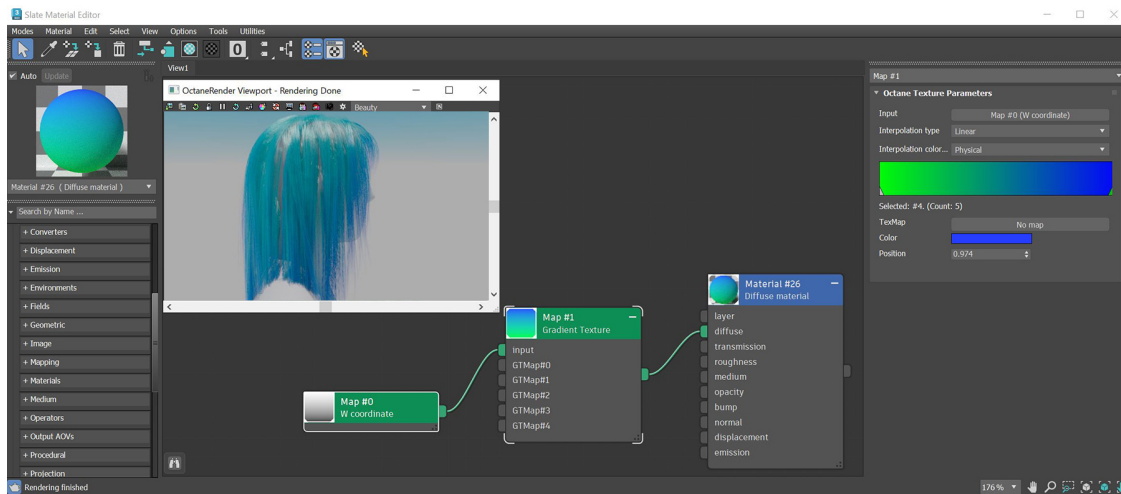 Slate Material Editor
Modes Material Edit Select View Options Tools Utilities
0
Auto Update
View1
Material #26 ( Diffuse material )
Search by Name ...
+ Converters
+ Displacement
+ Emission
+ Environments
+ Fields
+ Geometric
+ Image
+ Mapping
+ Materials
+ Medium
+ Operators
+ Output AOVs
+ Procedural
+ Projection
Rendering finished
OctaneRender Viewport - Rendering Done
Beauty
Map #0
W coordinate
Map #1
Gradient Texture
input
GTMap#0
GTMap#1
GTMap#2
GTMap#3
GTMap#4
Material #26
Diffuse material
layer
diffuse
transmission
roughness
medium
opacity
bump
normal
displacement
emission
Map #1
Octane Texture Parameters
Input Map #0 (W coordinate)
Interpolation type Linear
Interpolation color... Physical
Selected: #4. (Count: 5)
TexMap No map
Color
Position 0.974
176%